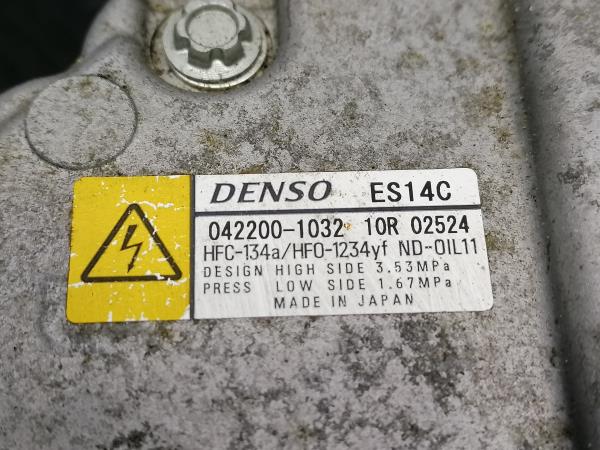 DENSO ES14C
042200-1032 10R 02524
HFC-134a/HFO-1234yf ND-OIL11
DESIGN HIGH SIDE 3.53MPa
PRESS LOW SIDE 1.67MPa
MADE IN JAPAN